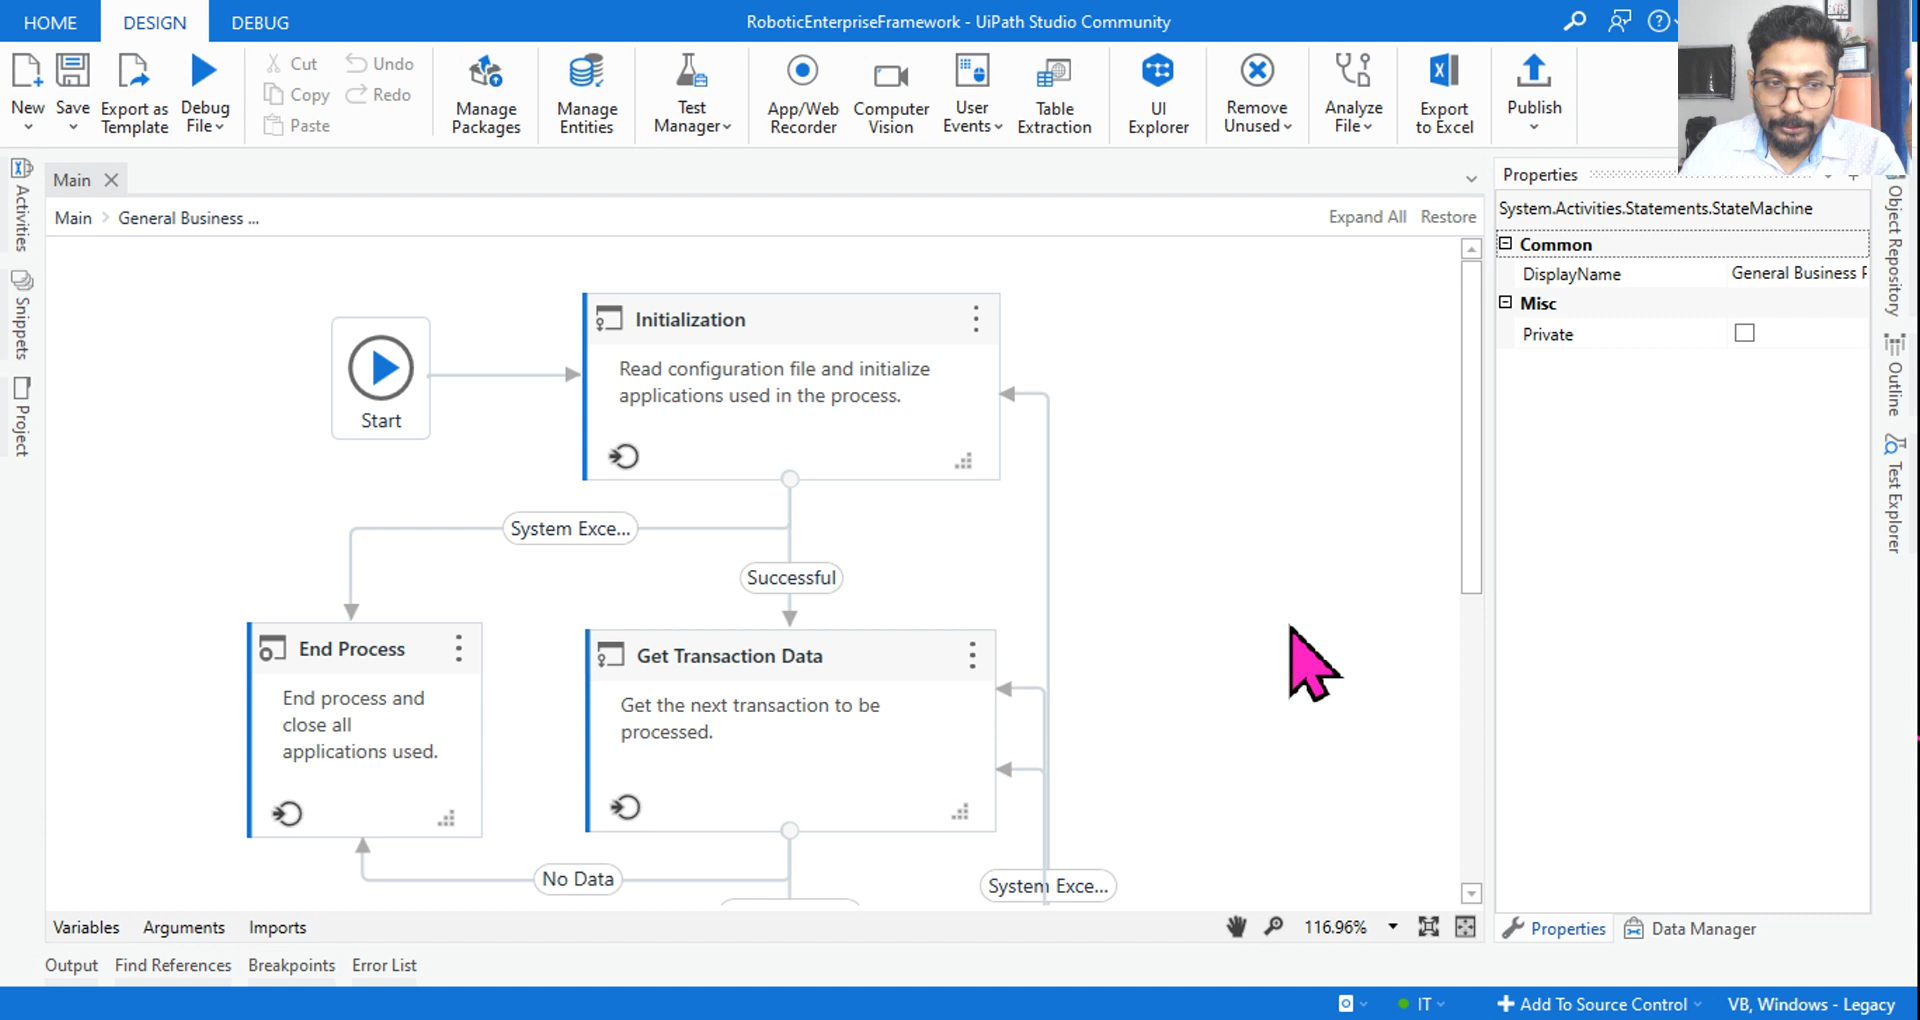 HOME
DESIGN
DEBUG
RoboticEnterpriseFramework - UiPath Studio Community
New
Save
Export as
Template
Debug
File
Cut
Copy
Paste
Undo
Redo
Manage
Packages
Manage
Entities
Test
Manager
App/Web
Recorder
Computer
Vision
User
Events
Table
Extraction
UI
Explorer
Remove
Unused
Analyze
File
Export
to Excel
Publish
Activities
Snippets
Project
Main
Main > General Business ...
Expand All
Restore
Start
Initialization
Read configuration file and initialize
applications used in the process.
System Exce...
Successful
End Process
End process and
close all
applications used.
Get Transaction Data
Get the next transaction to be
processed.
No Data
System Exce...
Properties
System.Activities.Statements.StateMachine
Common
DisplayName
General Business P
Misc
Private
Object Repository
Outline
Test Explorer
Variables
Arguments
Imports
116.96%
Properties
Data Manager
Output
Find References
Breakpoints
Error List
IT
Add To Source Control
VB, Windows - Legacy